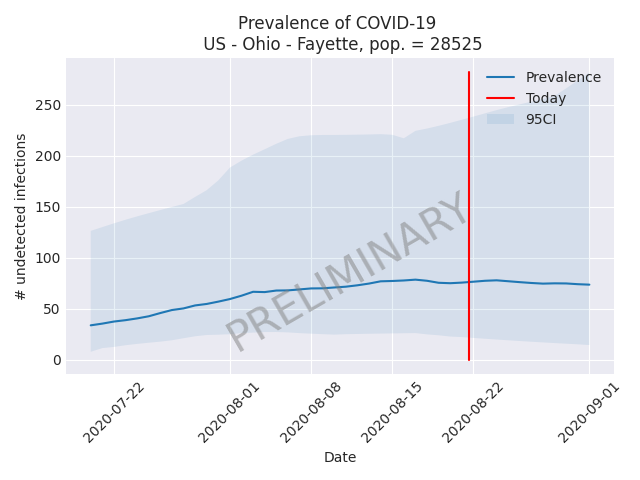 Prevalence of COVID-19
US - Ohio - Fayette, pop. = 28525
Prevalence
Today
95CI
PRELIMINARY
# undetected infections
250
200
150
100
50
0
2020-07-22
2020-08-01
2020-08-08
2020-08-15
2020-08-22
2020-09-01
Date